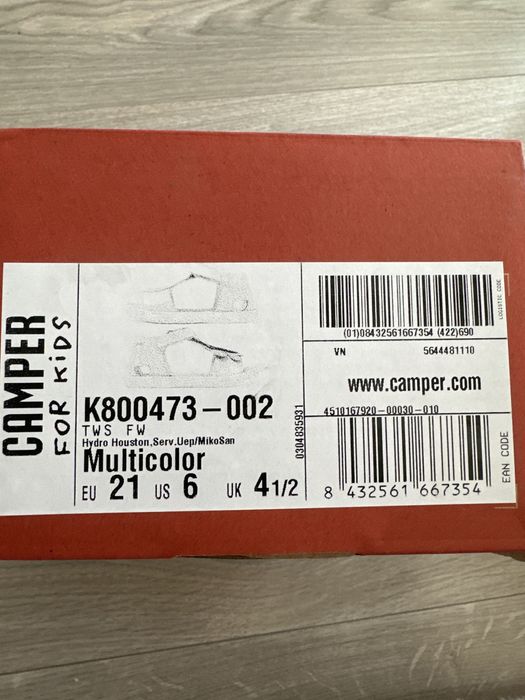 CAMPER
FOR KiDS
K800473-002
TWS FW
Hydro Houston,Serv.Uep/MikoSan
Multicolor
EU 21 US 6 UK 4 1/2
0304835931
(01)08432561667354 (422)690
LOGISTIC CODE
VN 5644481110
www.camper.com
4510167920-00030-010
8 432561 667354
EAN CODE